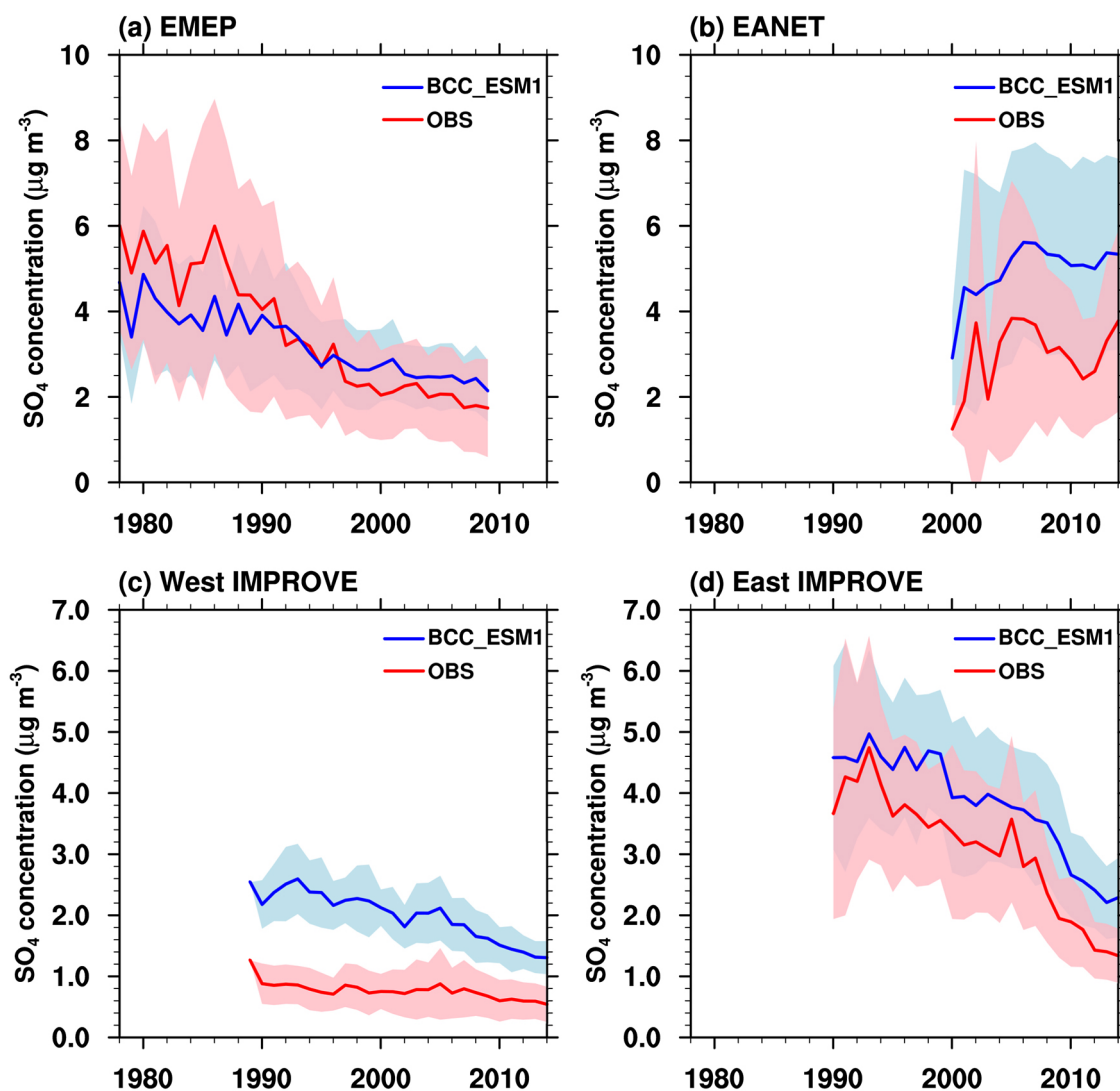 (a) EMEP
SO₄ concentration (μg m⁻³)
10
8
6
4
2
0
BCC_ESM1
OBS
1980 1990 2000 2010
(b) EANET
SO₄ concentration (μg m⁻³)
10
8
6
4
2
0
BCC_ESM1
OBS
1980 1990 2000 2010
(c) West IMPROVE
SO₄ concentration (μg m⁻³)
7.0
6.0
5.0
4.0
3.0
2.0
1.0
0.0
BCC_ESM1
OBS
1980 1990 2000 2010
(d) East IMPROVE
SO₄ concentration (μg m⁻³)
7.0
6.0
5.0
4.0
3.0
2.0
1.0
0.0
BCC_ESM1
OBS
1980 1990 2000 2010